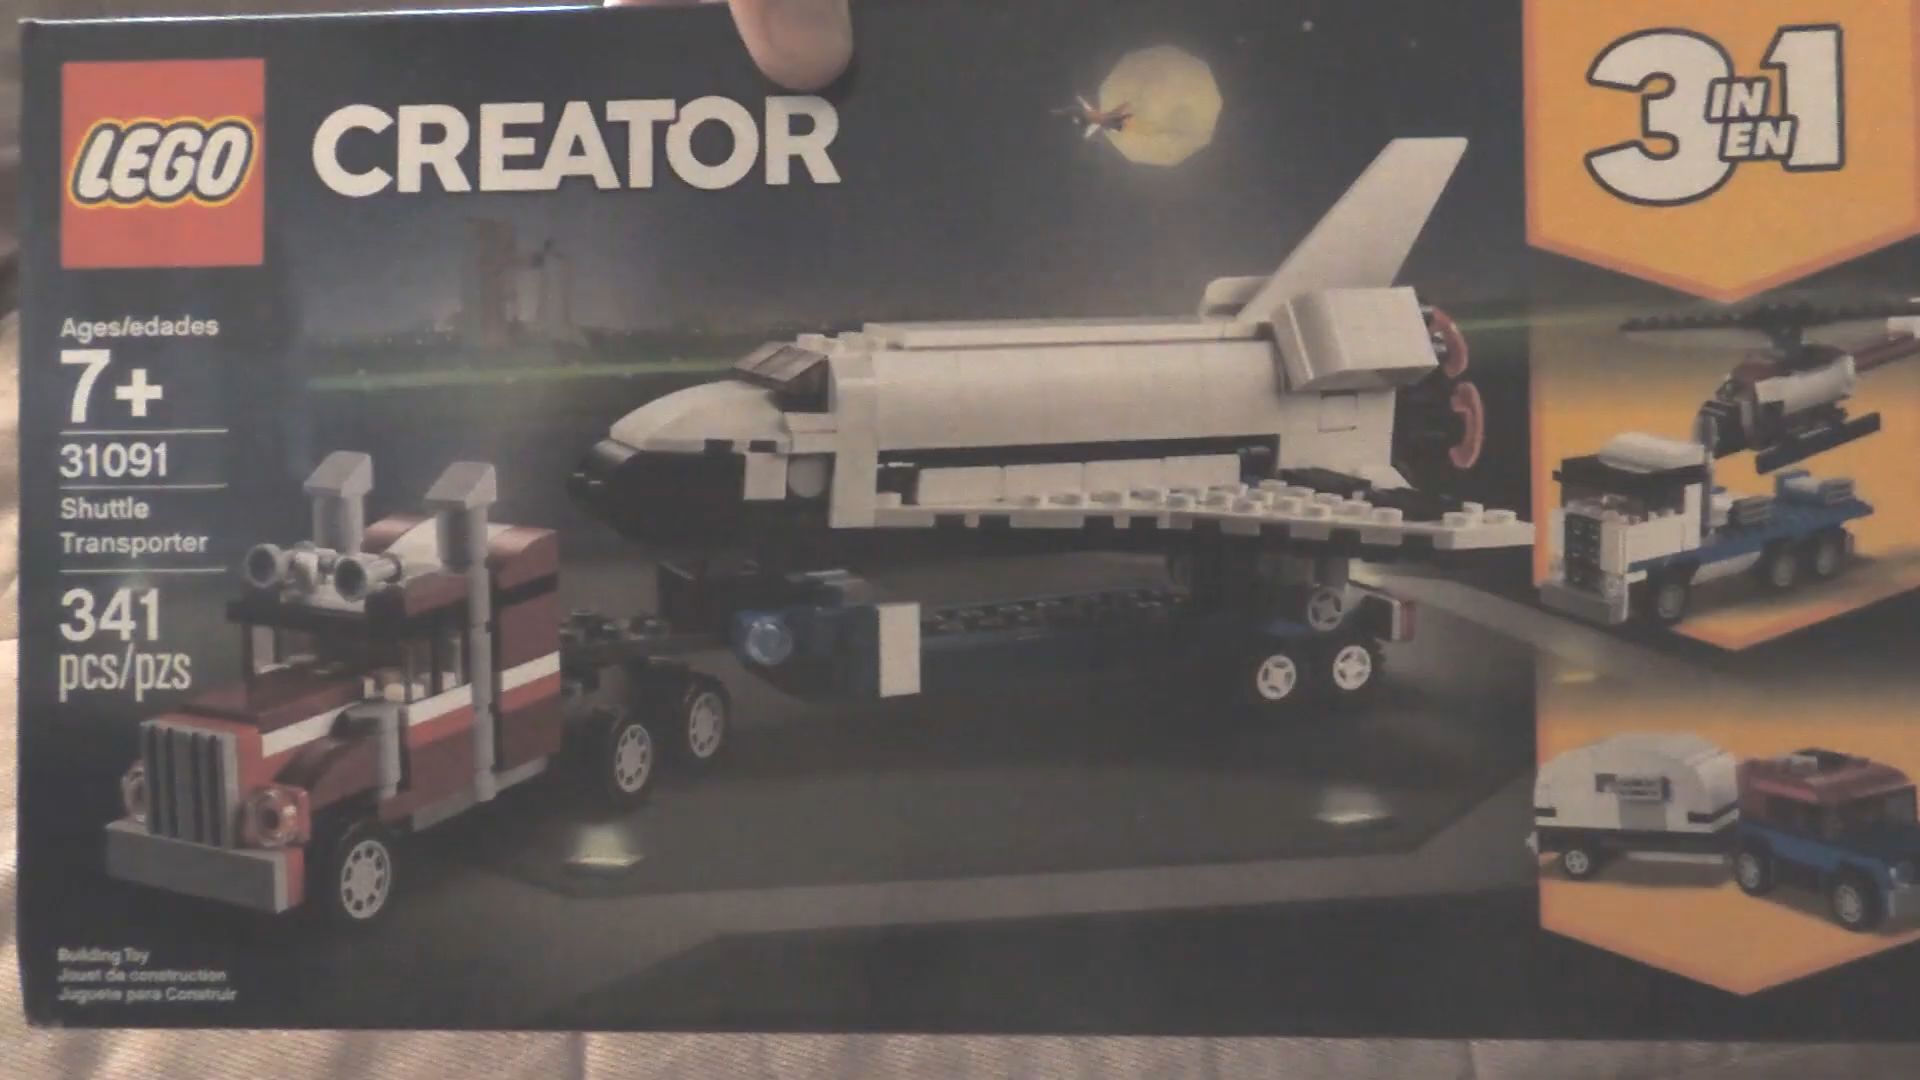 LEGO
CREATOR
3 IN EN 1
Ages/edades
7+
31091
Shuttle
Transporter
341
pcs/pzs
Building Toy
Jouet de construction
Juguete para Construir